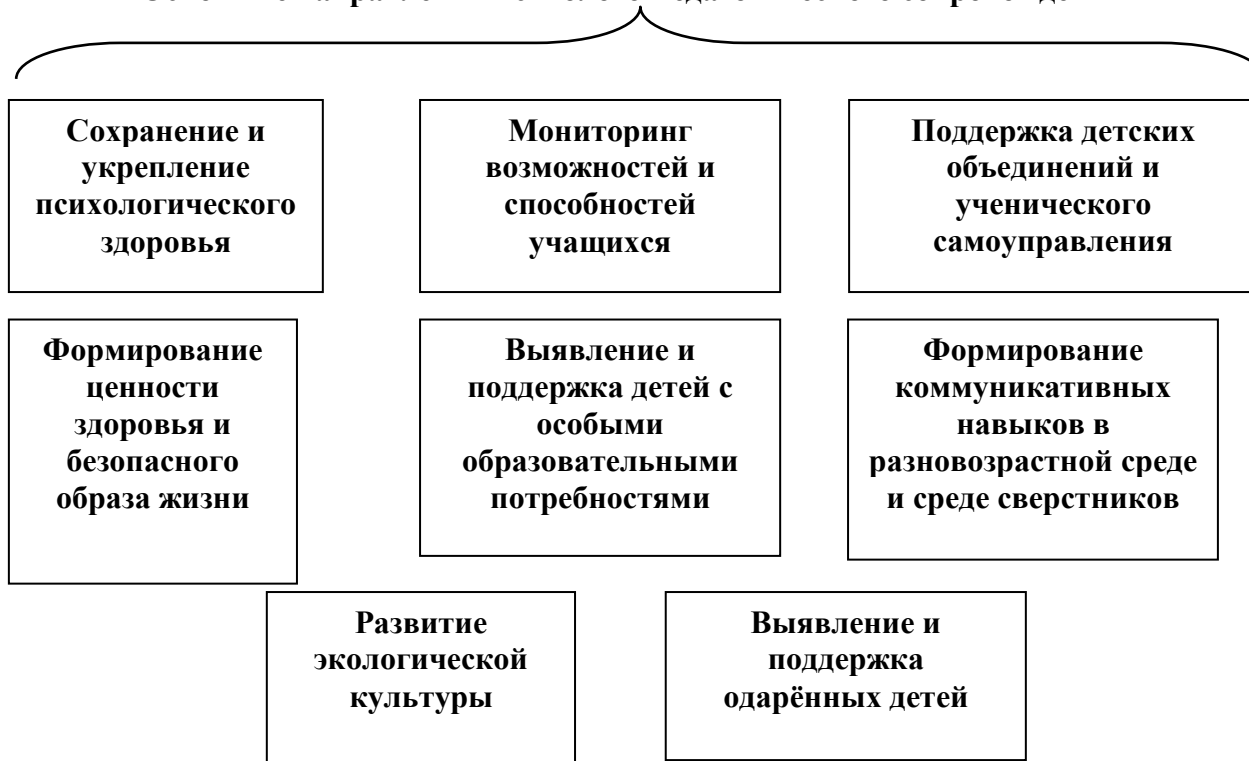 Сохранение и
укрепление
психологического
здоровья
Мониторинг
возможностей и
способностей
учащихся
Поддержка детских
объединений и
ученического
самоуправления
Формирование
ценности
здоровья и
безопасного
образа жизни
Выявление и
поддержка детей с
особыми
образовательными
потребностями
Формирование
коммуникативных
навыков в
разновозрастной среде
и среде сверстников
Развитие
экологической
культуры
Выявление и
поддержка
одарённых детей